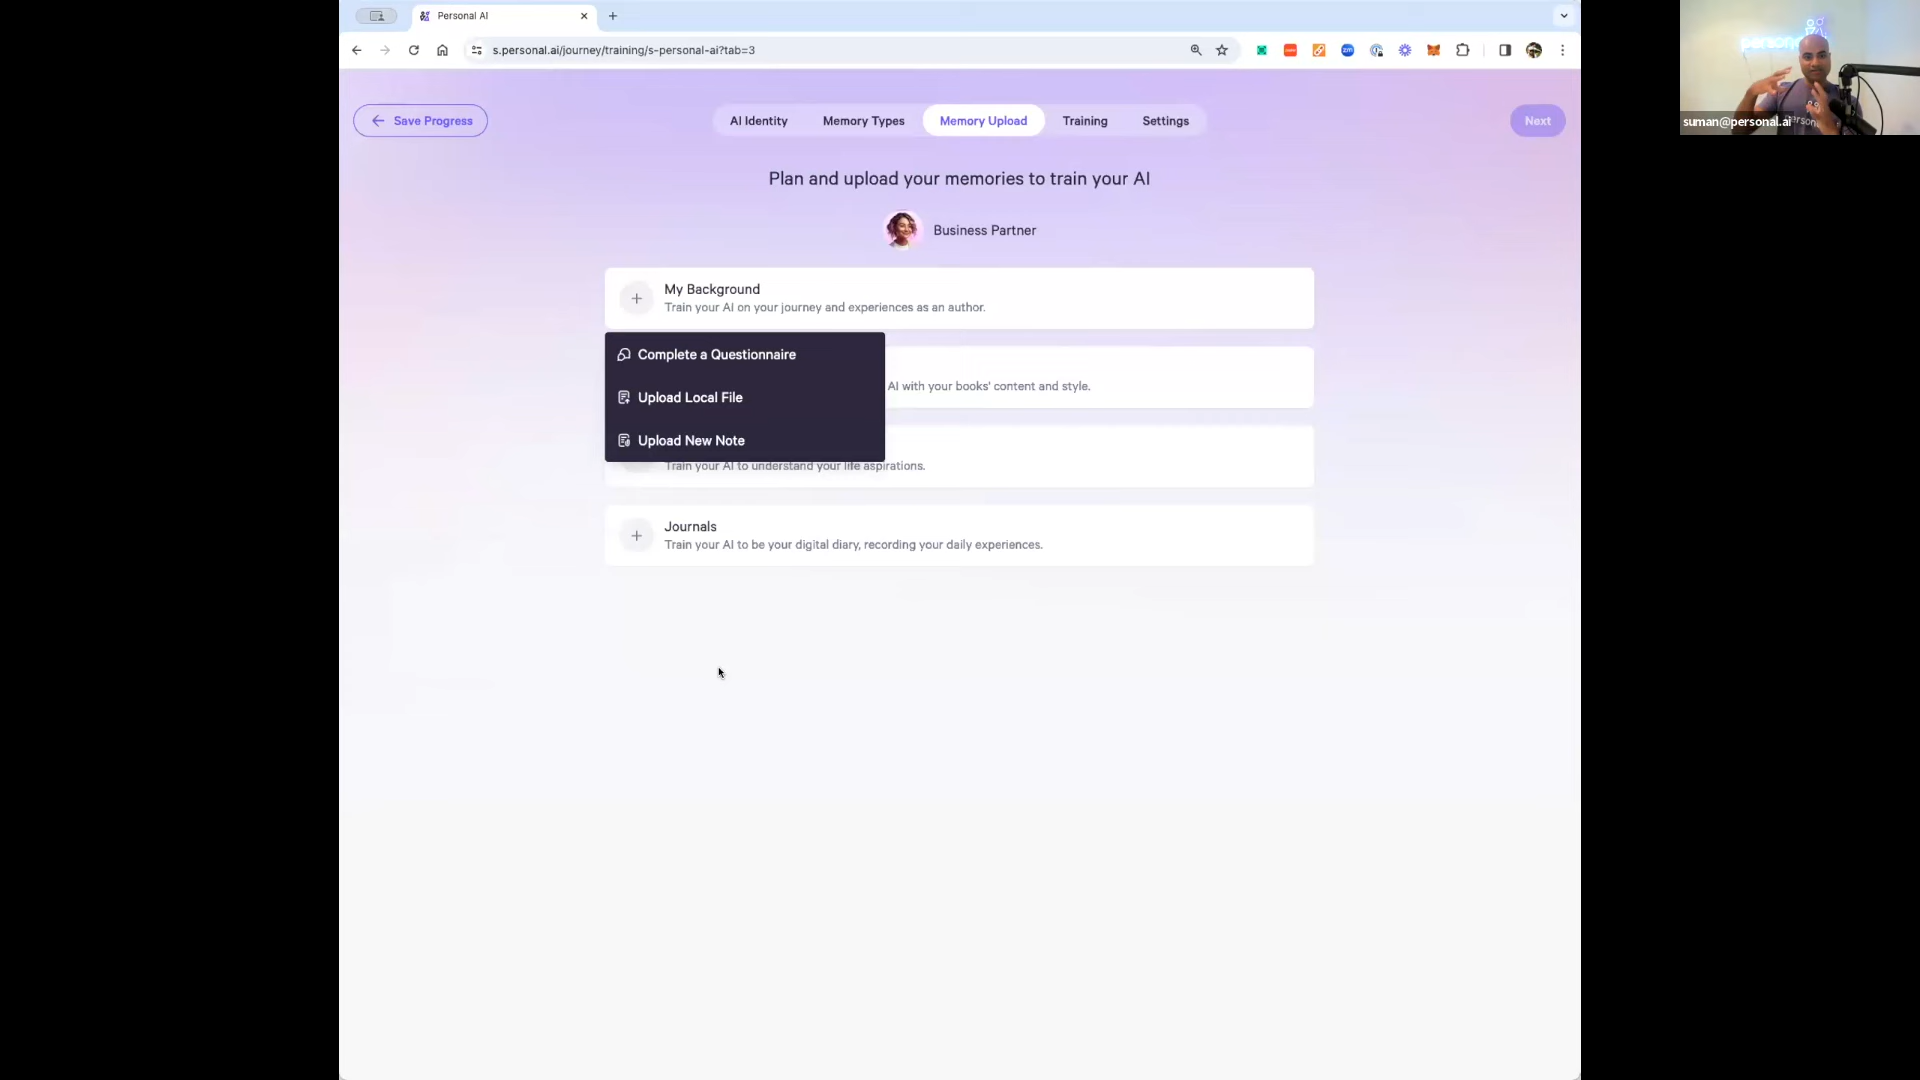 Personal AI
s.personal.ai/journey/training/s-personal-ai?tab=3
Save Progress
AI Identity
Memory Types
Memory Upload
Training
Settings
Next
Plan and upload your memories to train your AI
Business Partner
My Background
Train your AI on your journey and experiences as an author.
Complete a Questionnaire
Upload Local File
Upload New Note
AI with your books' content and style.
Train your AI to understand your life aspirations.
Journals
Train your AI to be your digital diary, recording your daily experiences.
suman@personal.ai